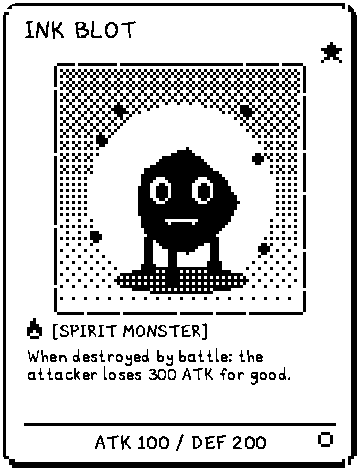 INK BLOT
[SPIRIT MONSTER]
When destroyed by battle: the
attacker loses 300 ATK for good.
ATK 100 / DEF 200